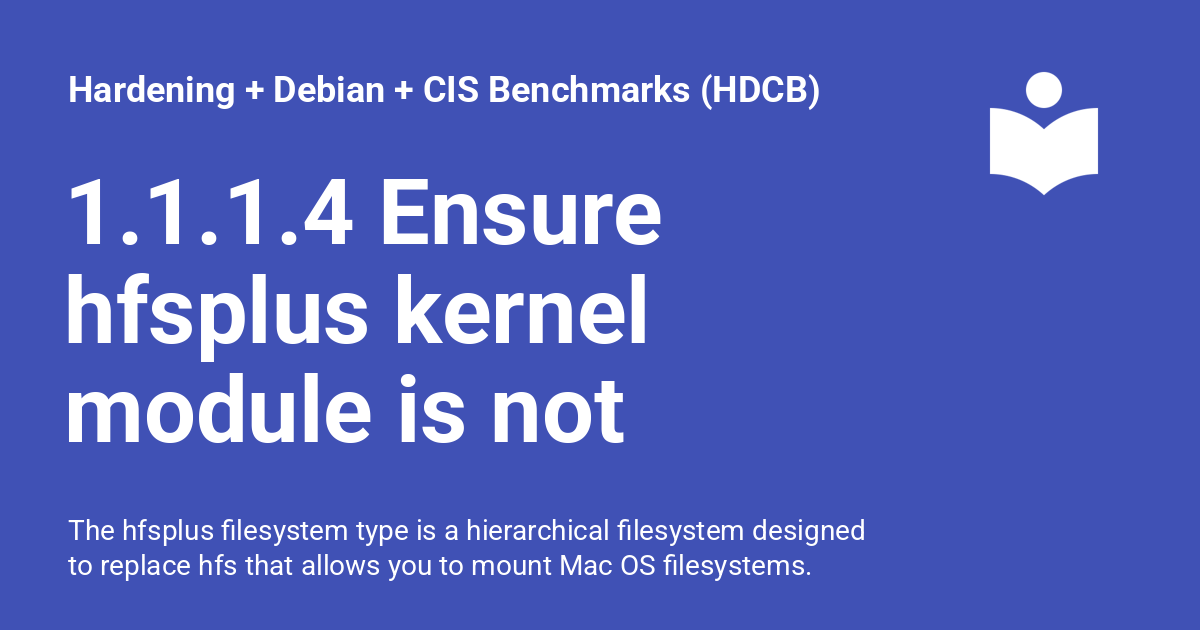 Hardening + Debian + CIS Benchmarks (HDCB)
1.1.1.4 Ensure
hfsplus kernel
module is not
The hfsplus filesystem type is a hierarchical filesystem designed
to replace hfs that allows you to mount Mac OS filesystems.